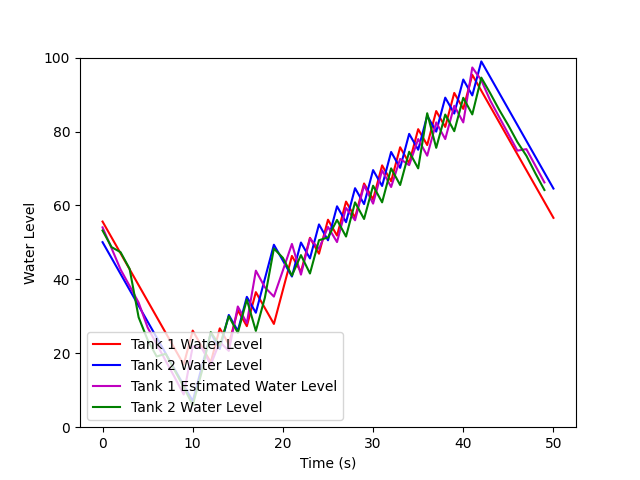 100
80
60
40
20
0
Water Level
Tank 1 Water Level
Tank 2 Water Level
Tank 1 Estimated Water Level
Tank 2 Water Level
0 10 20 30 40 50
Time (s)